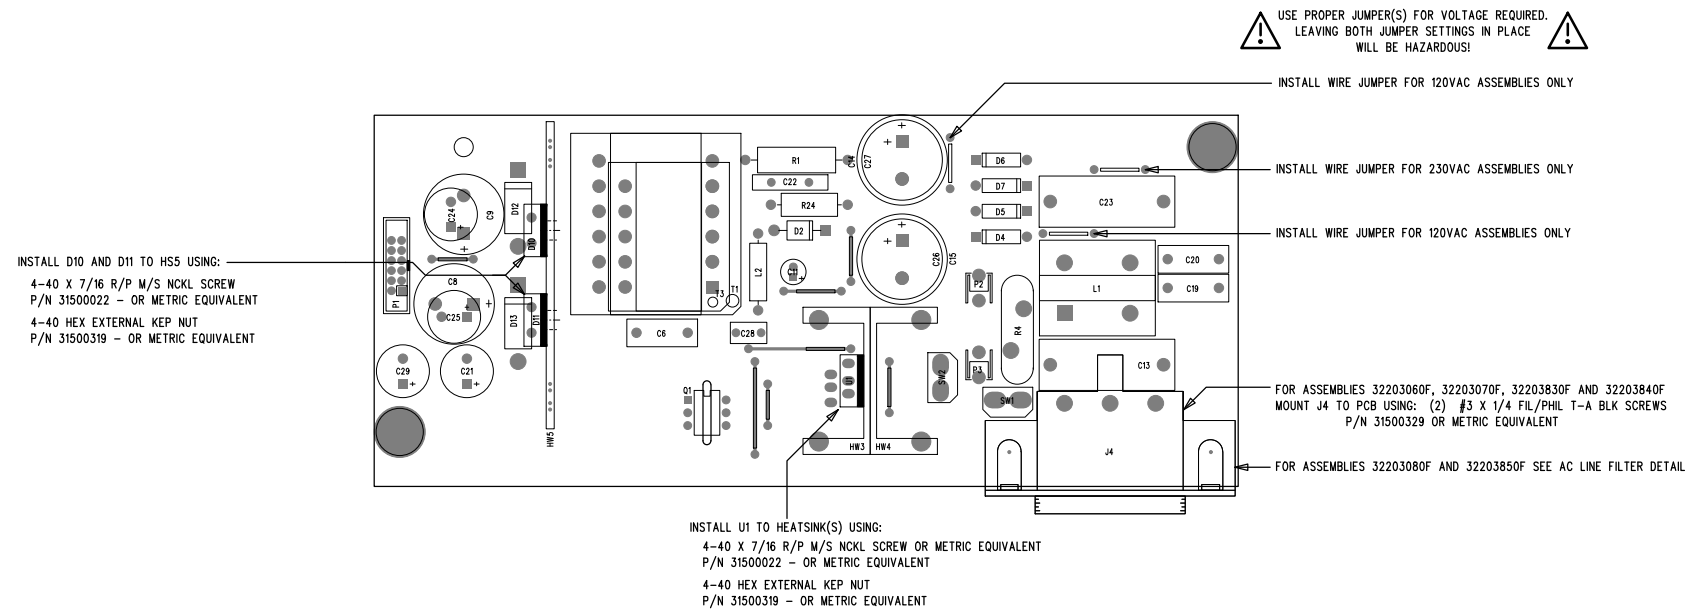 USE PROPER JUMPER(S) FOR VOLTAGE REQUIRED.
LEAVING BOTH JUMPER SETTINGS IN PLACE
WILL BE HAZARDOUS!
INSTALL WIRE JUMPER FOR 120VAC ASSEMBLIES ONLY
INSTALL WIRE JUMPER FOR 230VAC ASSEMBLIES ONLY
INSTALL WIRE JUMPER FOR 120VAC ASSEMBLIES ONLY
INSTALL D10 AND D11 TO HS5 USING:
4-40 X 7/16 R/P M/S NCKL SCREW
P/N 31500022 - OR METRIC EQUIVALENT
4-40 HEX EXTERNAL KEP NUT
P/N 31500319 - OR METRIC EQUIVALENT
P1
C24
C9
D12
D10
C8
C25
D13
D11
C29
C21
HW5
T3
T1
C6
C28
R1
C22
R24
D2
L2
C11
C14
C27
C26
C15
D6
D7
D5
D4
C23
C20
C19
L1
P2
R4
P3
C13
SW2
SW1
Q1
U1
HW3
HW4
J4
FOR ASSEMBLIES 32203060F, 32203070F, 32203830F AND 32203840F
MOUNT J4 TO PCB USING: (2) #3 X 1/4 FIL/PHIL T-A BLK SCREWS
P/N 31500329 OR METRIC EQUIVALENT
FOR ASSEMBLIES 32203080F AND 32203850F SEE AC LINE FILTER DETAIL
INSTALL U1 TO HEATSINK(S) USING:
4-40 X 7/16 R/P M/S NCKL SCREW OR METRIC EQUIVALENT
P/N 31500022 - OR METRIC EQUIVALENT
4-40 HEX EXTERNAL KEP NUT
P/N 31500319 - OR METRIC EQUIVALENT